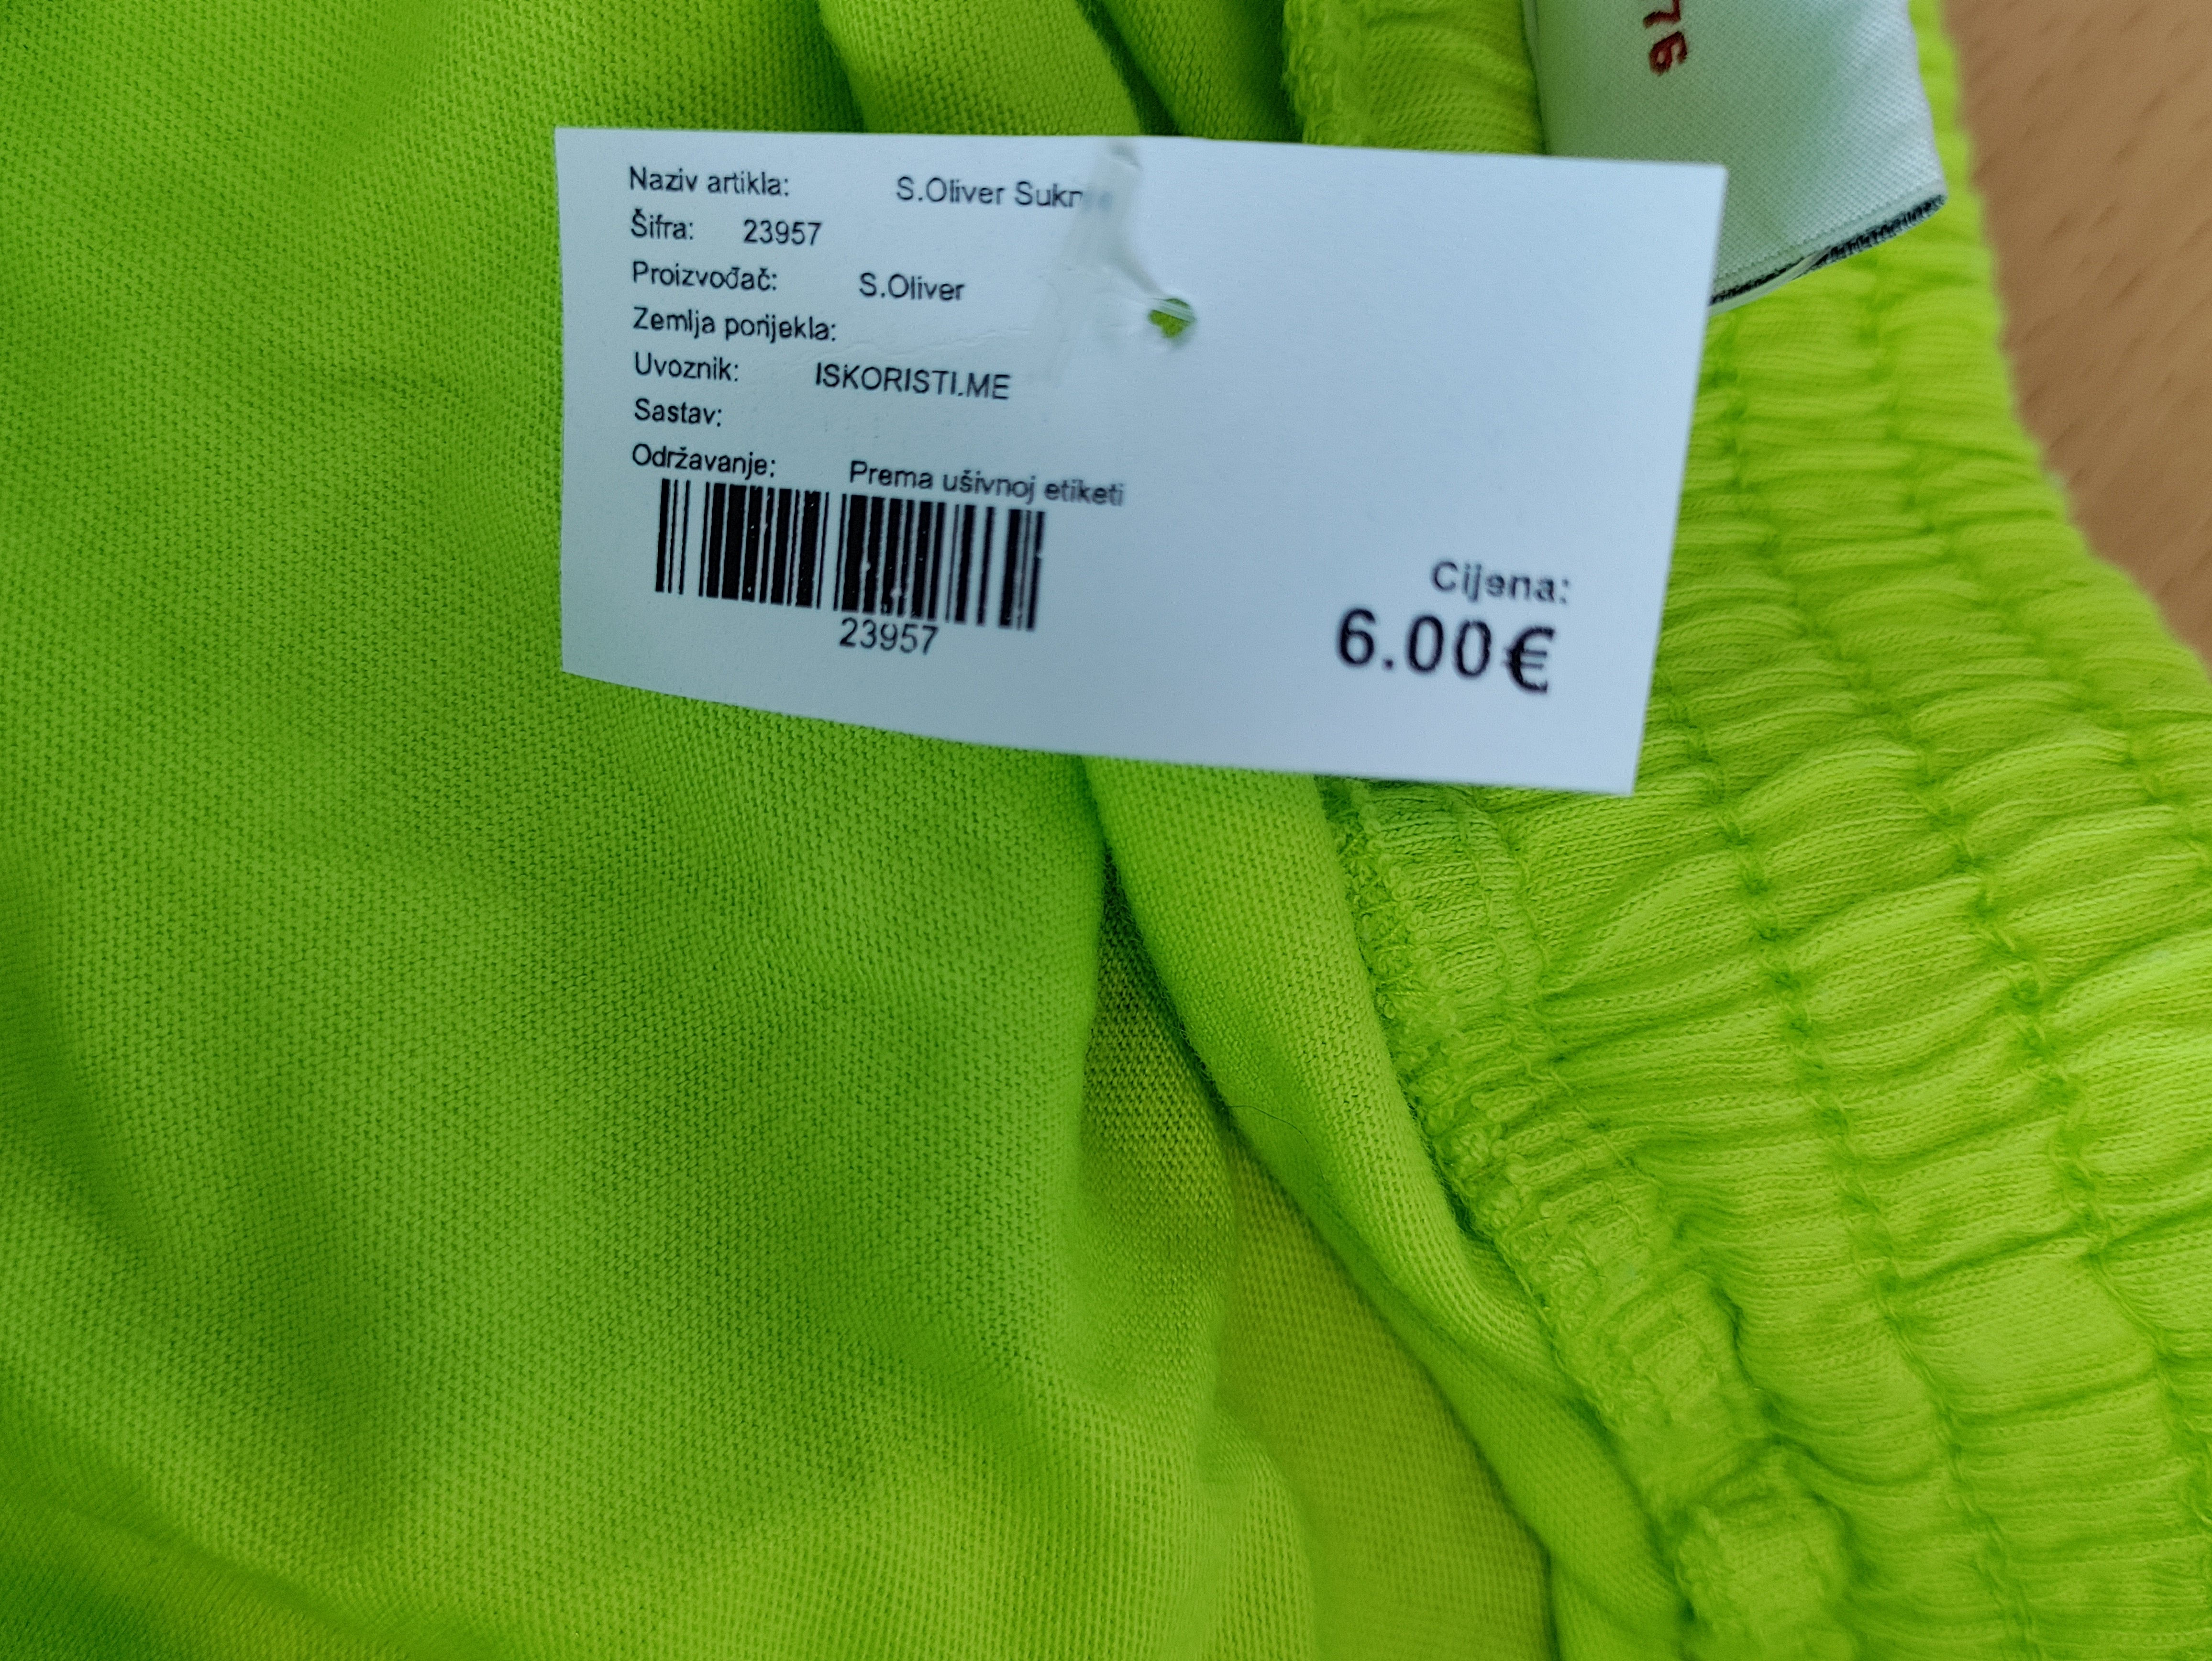 Naziv artikla: S.Oliver
Šifra: 23957
Proizvođač: S.Oliver
Zemlja porijekla:
Uvoznik: ISKORISTI.ME
Sastav:
Održavanje: Prema ušivnoj etiketi
23957
Cijena:
6.00€